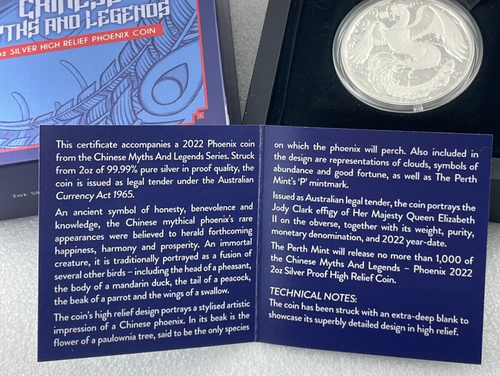 CHINESE
MYTHS AND LEGENDS
2oz SILVER HIGH RELIEF PHOENIX COIN
This certificate accompanies a 2022 Phoenix coin
from the Chinese Myths And Legends Series. Struck
from 2oz of 99.99% pure silver in proof quality, the
coin is issued as legal tender under the Australian
Currency Act 1965.
An ancient symbol of honesty, benevolence and
knowledge, the Chinese mythical phoenix's rare
appearances were believed to herald forthcoming
happiness, harmony and prosperity. An immortal
creature, it is traditionally portrayed as a fusion of
several other birds – including the head of a pheasant,
the body of a mandarin duck, the tail of a peacock,
the beak of a parrot and the wings of a swallow.
The coin's high relief design portrays a stylised artistic
impression of a Chinese phoenix. In its beak is the
flower of a paulownia tree, said to be the only species
on which the phoenix will perch. Also included in
the design are representations of clouds, symbols of
abundance and good fortune, as well as The Perth
Mint's 'P' mintmark.
Issued as Australian legal tender, the coin portrays the
Jody Clark effigy of Her Majesty Queen Elizabeth
II on the obverse, together with its weight, purity,
monetary denomination, and 2022 year-date.
The Perth Mint will release no more than 1,000 of
the Chinese Myths And Legends – Phoenix 2022
2oz Silver Proof High Relief Coin.
TECHNICAL NOTES:
The coin has been struck with an extra-deep blank to
showcase its superbly detailed design in high relief.